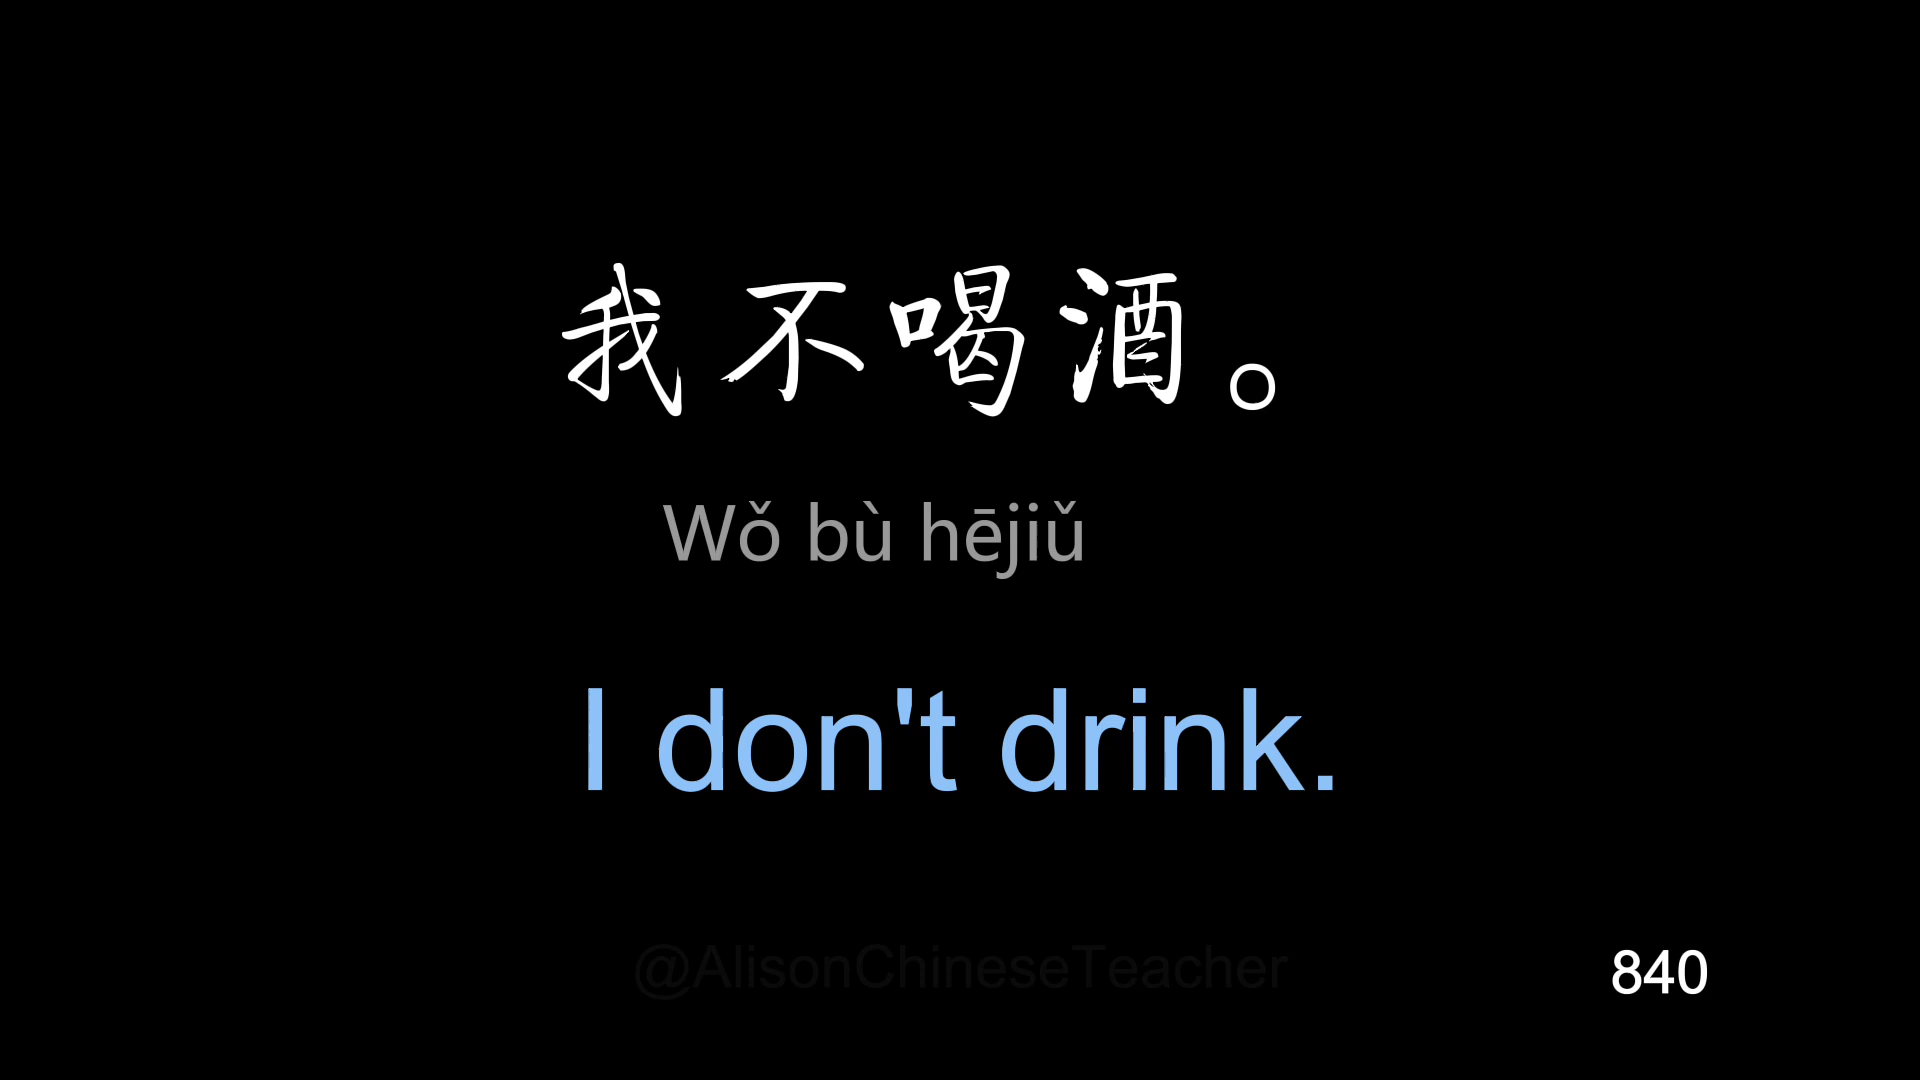 我不喝酒。
Wǒ bù hējiǔ
I don't drink.
@AlisonChineseTeacher
840